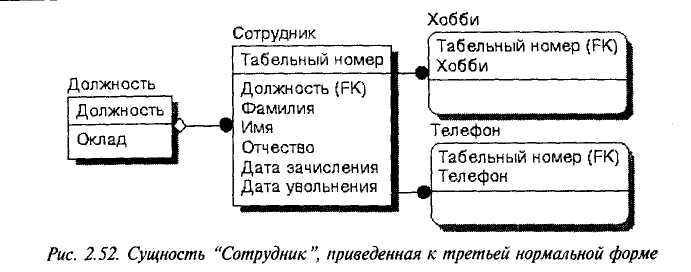 Должность
Должность
Оклад
Сотрудник
Табельный номер
Должность (FK)
Фамилия
Имя
Отчество
Дата зачисления
Дата увольнения
Хобби
Табельный номер (FK)
Хобби
Телефон
Табельный номер (FK)
Телефон
Рис. 2.52. Сущность “Сотрудник”, приведенная к третьей нормальной форме